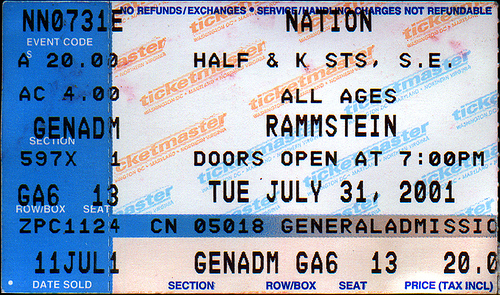 NO REFUNDS/EXCHANGES • SERVICE/HANDLING CHARGES NOT REFUNDABLE
NN0731E NATION
EVENT CODE
A 20.00 HALF & K STS, S.E.
AC 4.00 ALL AGES
GENADM RAMMSTEIN
SECTION
597X 1 DOORS OPEN AT 7:00PM
GA6 13 TUE JULY 31, 2001
ROW/BOX SEAT
ZPC1124 CN 05018 GENERALADMISSIO
11JUL1 GENADM GA6 13 20.0
DATE SOLD SECTION ROW/BOX SEAT PRICE (TAX INCL)
ticketmaster